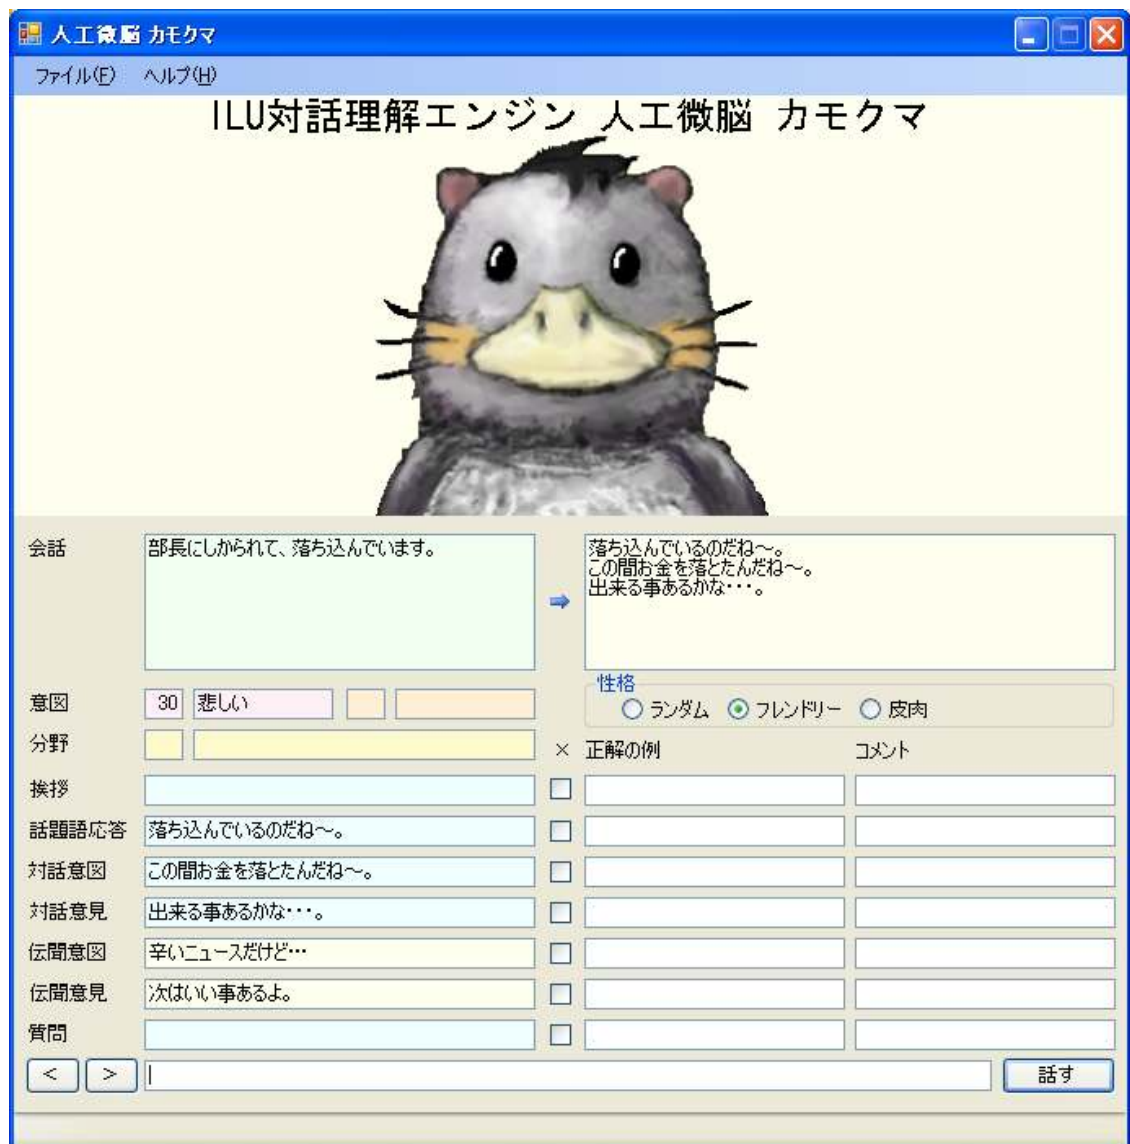 人工微脳 カモクマ
ファイル(F) ヘルプ(H)
ILU対話理解エンジン 人工微脳 カモクマ
会話
部長にしかられて、落ち込んでいます。
落ち込んでいるのだね～。
この間お金を落とたんだね～。
出来る事あるかな・・・。
意図 30 悲しい
性格
ランダム フレンドリー 皮肉
分野
× 正解の例 コメント
挨拶
話題語応答 落ち込んでいるのだね～。
対話意図 この間お金を落とたんだね～。
対話意見 出来る事あるかな・・・。
伝聞意図 辛いニュースだけど…
伝聞意見 次はいい事あるよ。
質問
< > 話す